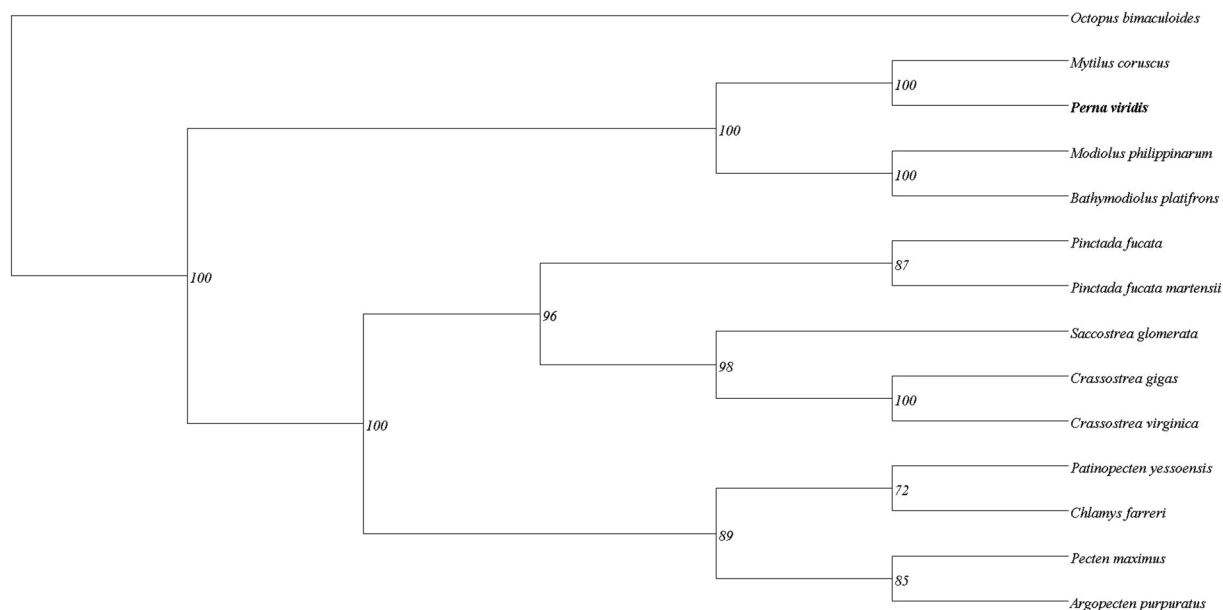 Octopus bimaculoides
Mytilus coruscus
100
Perna viridis
100
Modiolus philippinarum
100
Bathymodiolus platifrons
Pinctada fucata
87
100
Pinctada fucata martensii
96
Saccostrea glomerata
98
Crassostrea gigas
100
100
Crassostrea virginica
Patinopecten yessoensis
72
Chlamys farreri
89
Pecten maximus
85
Argopecten purpuratus